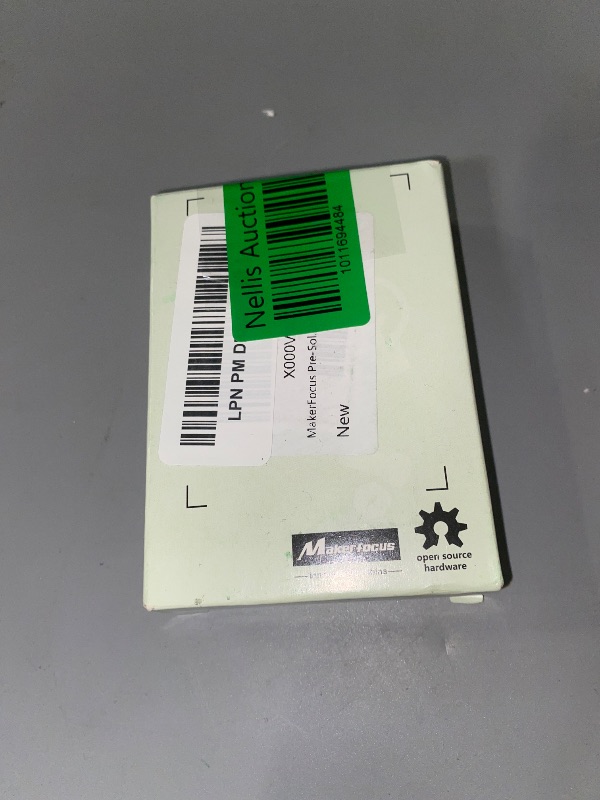 Nellis Auction
1011694484
LPN PM D
X000V
MakerFocus Pre-Sol
New
Makerfocus
open source
hardware